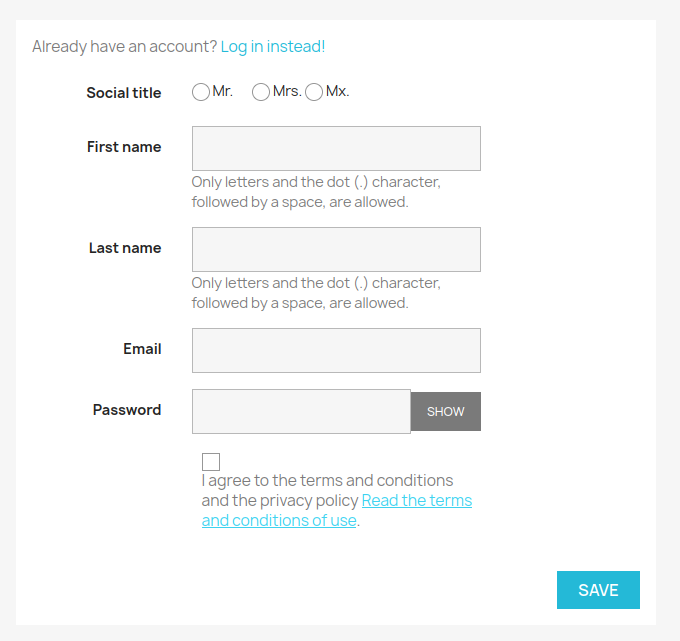 Already have an account? Log in instead!
Social title Mr. Mrs. Mx.
First name
Only letters and the dot (.) character,
followed by a space, are allowed.
Last name
Only letters and the dot (.) character,
followed by a space, are allowed.
Email
Password SHOW
I agree to the terms and conditions
and the privacy policy Read the terms
and conditions of use.
SAVE